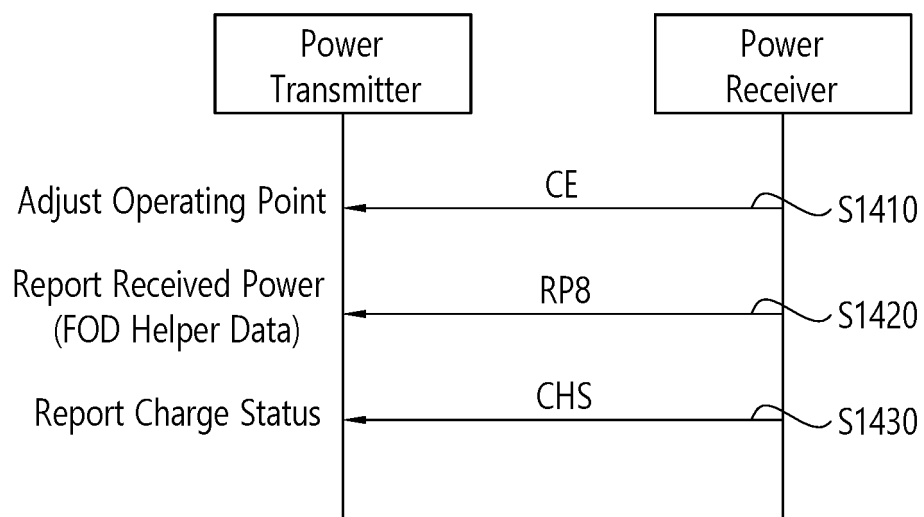 Power
Transmitter
Power
Receiver
Adjust Operating Point
CE
S1410
Report Received Power
(FOD Helper Data)
RP8
S1420
Report Charge Status
CHS
S1430